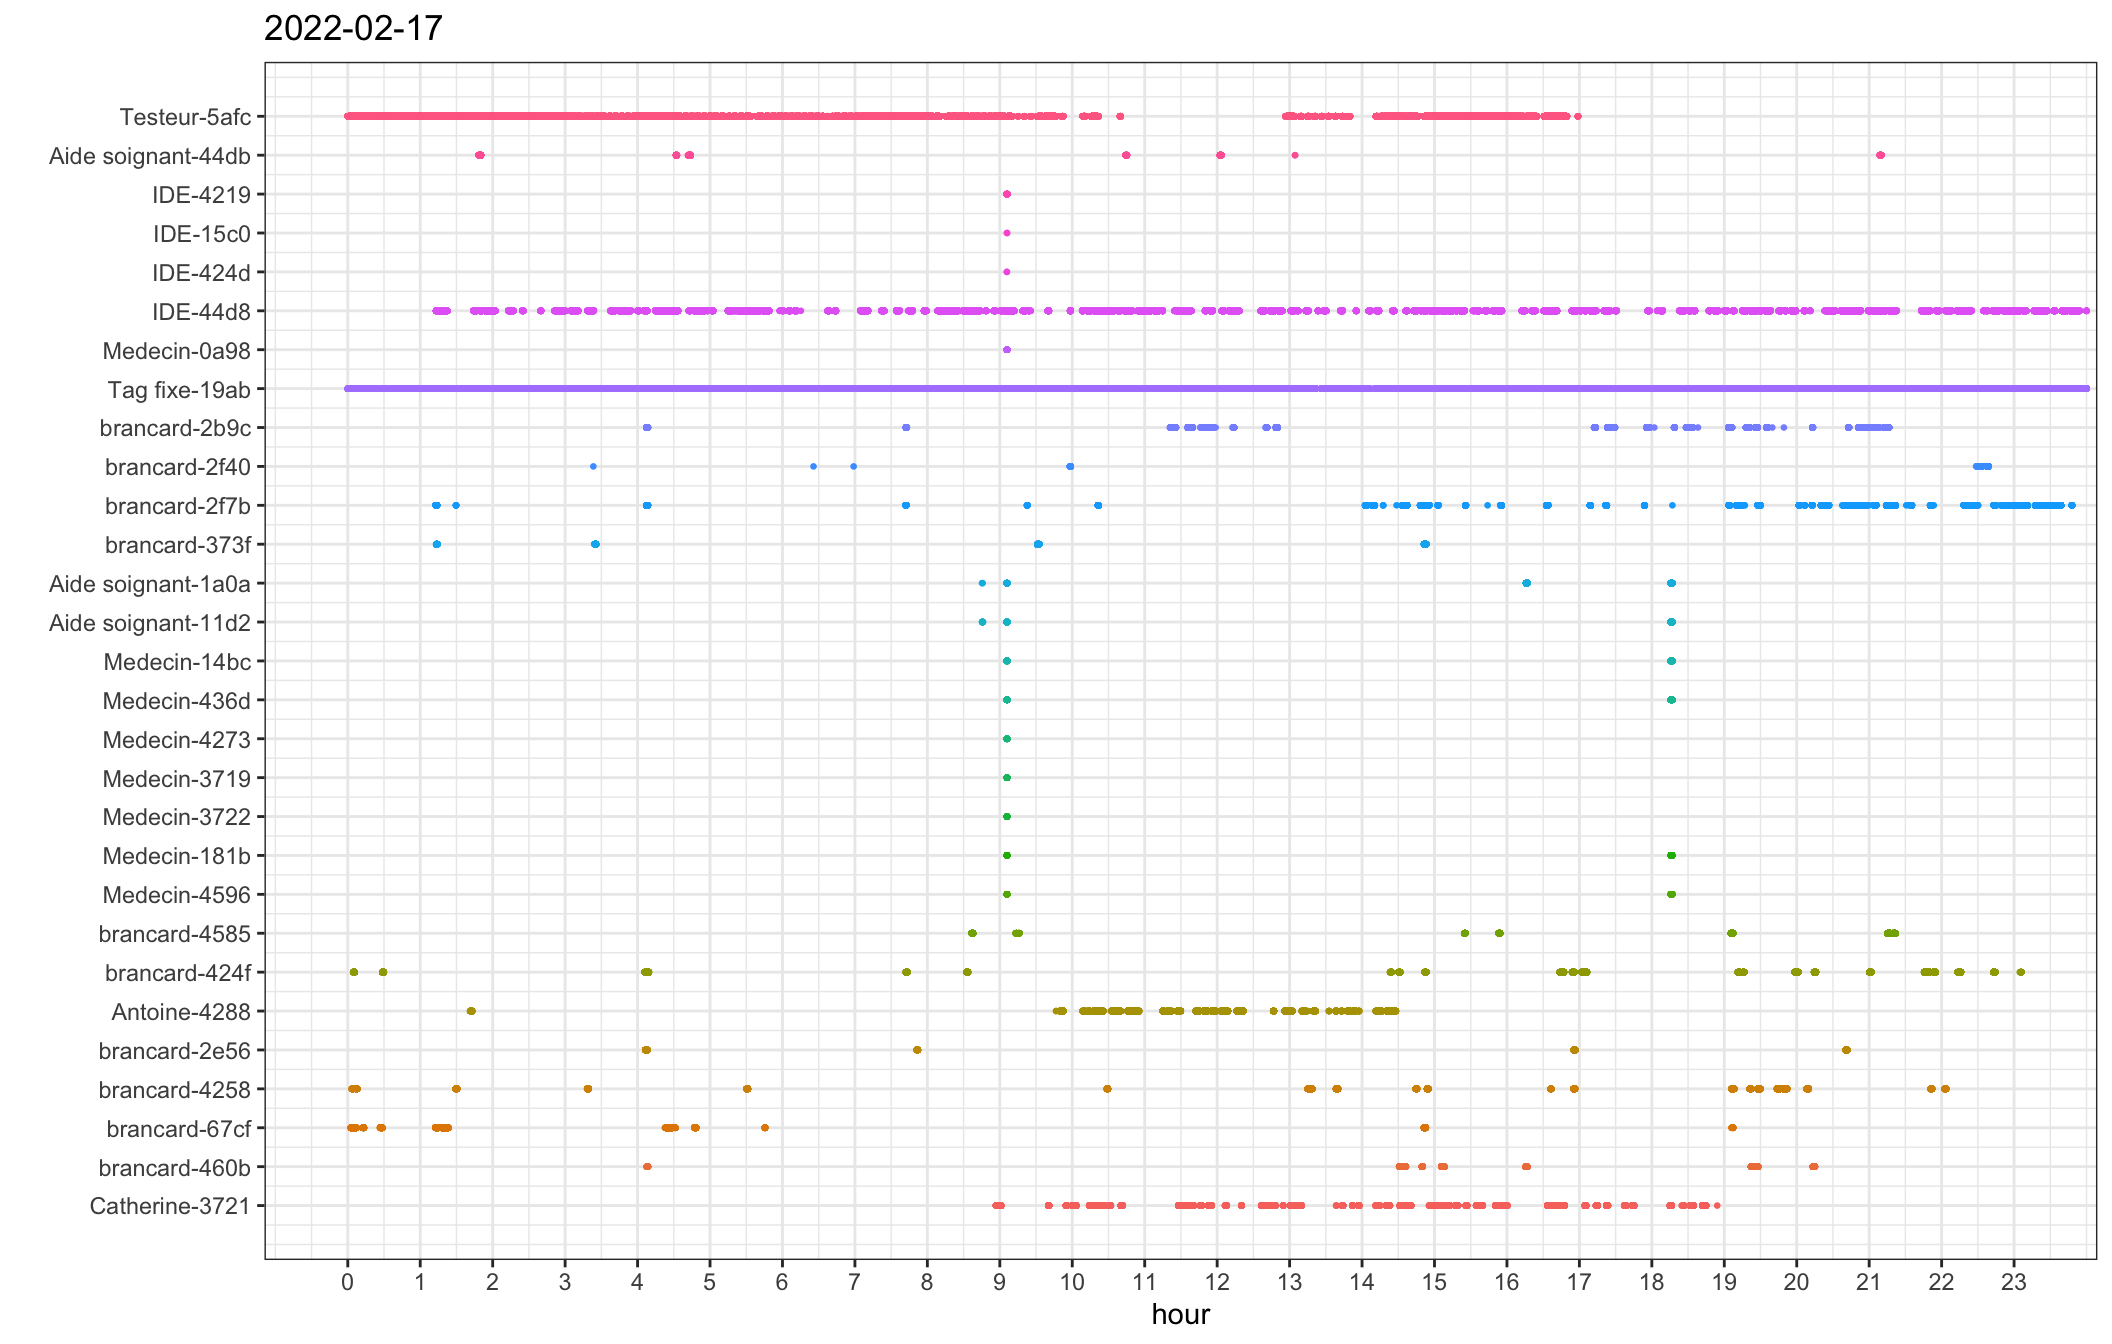 2022-02-17
Testeur-5afc
Aide soignant-44db
IDE-4219
IDE-15c0
IDE-424d
IDE-44d8
Medecin-0a98
Tag fixe-19ab
brancard-2b9c
brancard-2f40
brancard-2f7b
brancard-373f
Aide soignant-1a0a
Aide soignant-11d2
Medecin-14bc
Medecin-436d
Medecin-4273
Medecin-3719
Medecin-3722
Medecin-181b
Medecin-4596
brancard-4585
brancard-424f
Antoine-4288
brancard-2e56
brancard-4258
brancard-67cf
brancard-460b
Catherine-3721
0 1 2 3 4 5 6 7 8 9 10 11 12 13 14 15 16 17 18 19 20 21 22 23
hour